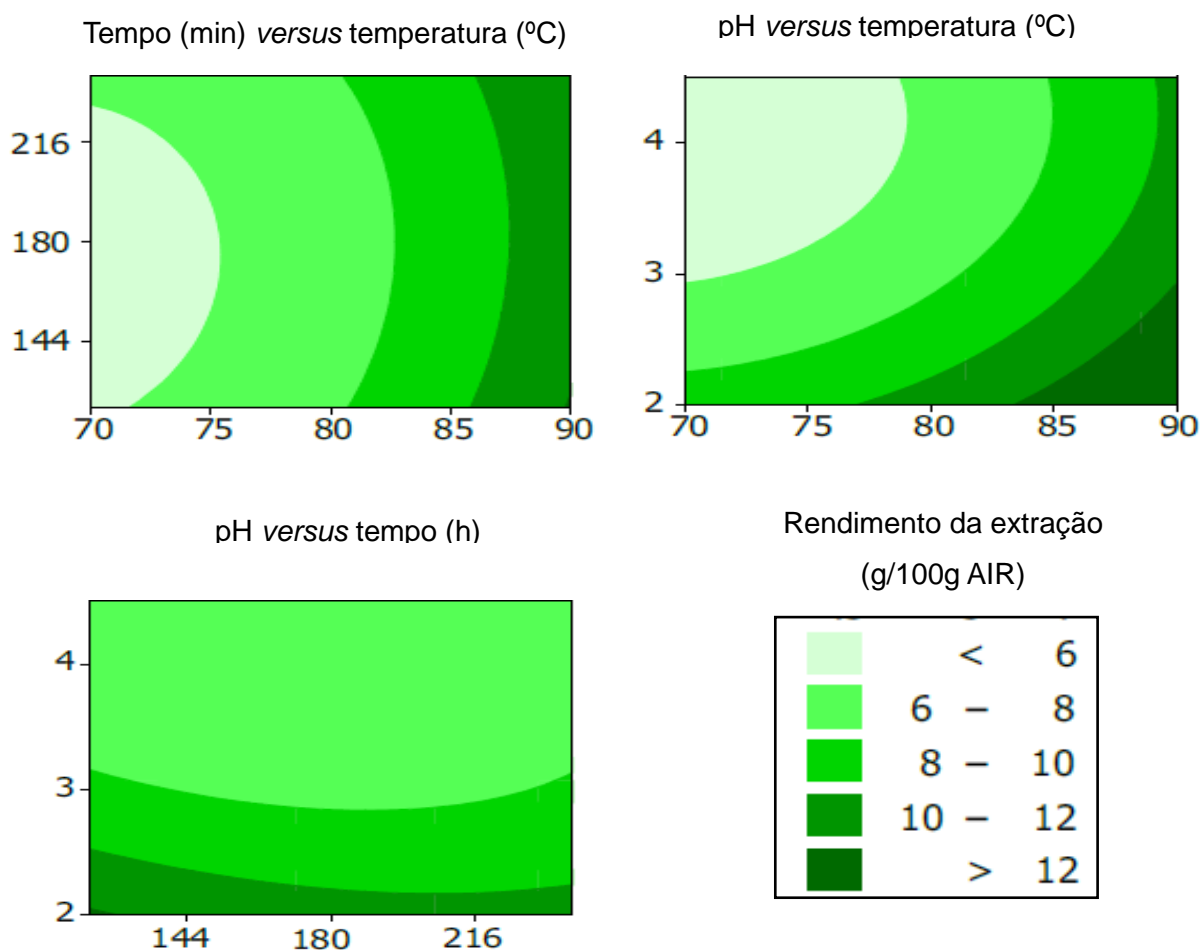 Tempo (min) versus temperatura (ºC)
216
180
144
70 75 80 85 90
pH versus temperatura (ºC)
4
3
2
70 75 80 85 90
pH versus tempo (h)
4
3
2
144 180 216
Rendimento da extração
(g/100g AIR)
< 6
6 – 8
8 – 10
10 – 12
> 12